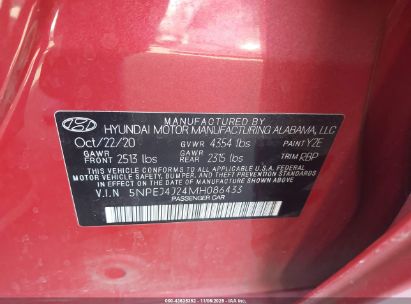 MANUFACTURED BY
HYUNDAI MOTOR MANUFACTURING ALABAMA, LLC
Oct/22/20 GVWR 4354 lbs PAINT Y2E
GAWR FRONT 2513 lbs GAWR REAR 2315 lbs TRIM RBP
THIS VEHICLE CONFORMS TO ALL APPLICABLE U.S. FEDERAL
MOTOR VEHICLE SAFETY, BUMPER, AND THEFT PREVENTION
STANDARDS IN EFFECT ON THE DATE OF MANUFACTURE SHOWN ABOVE.
V.I.N 5NPEJ4J24MH086433
PASSENGER CAR